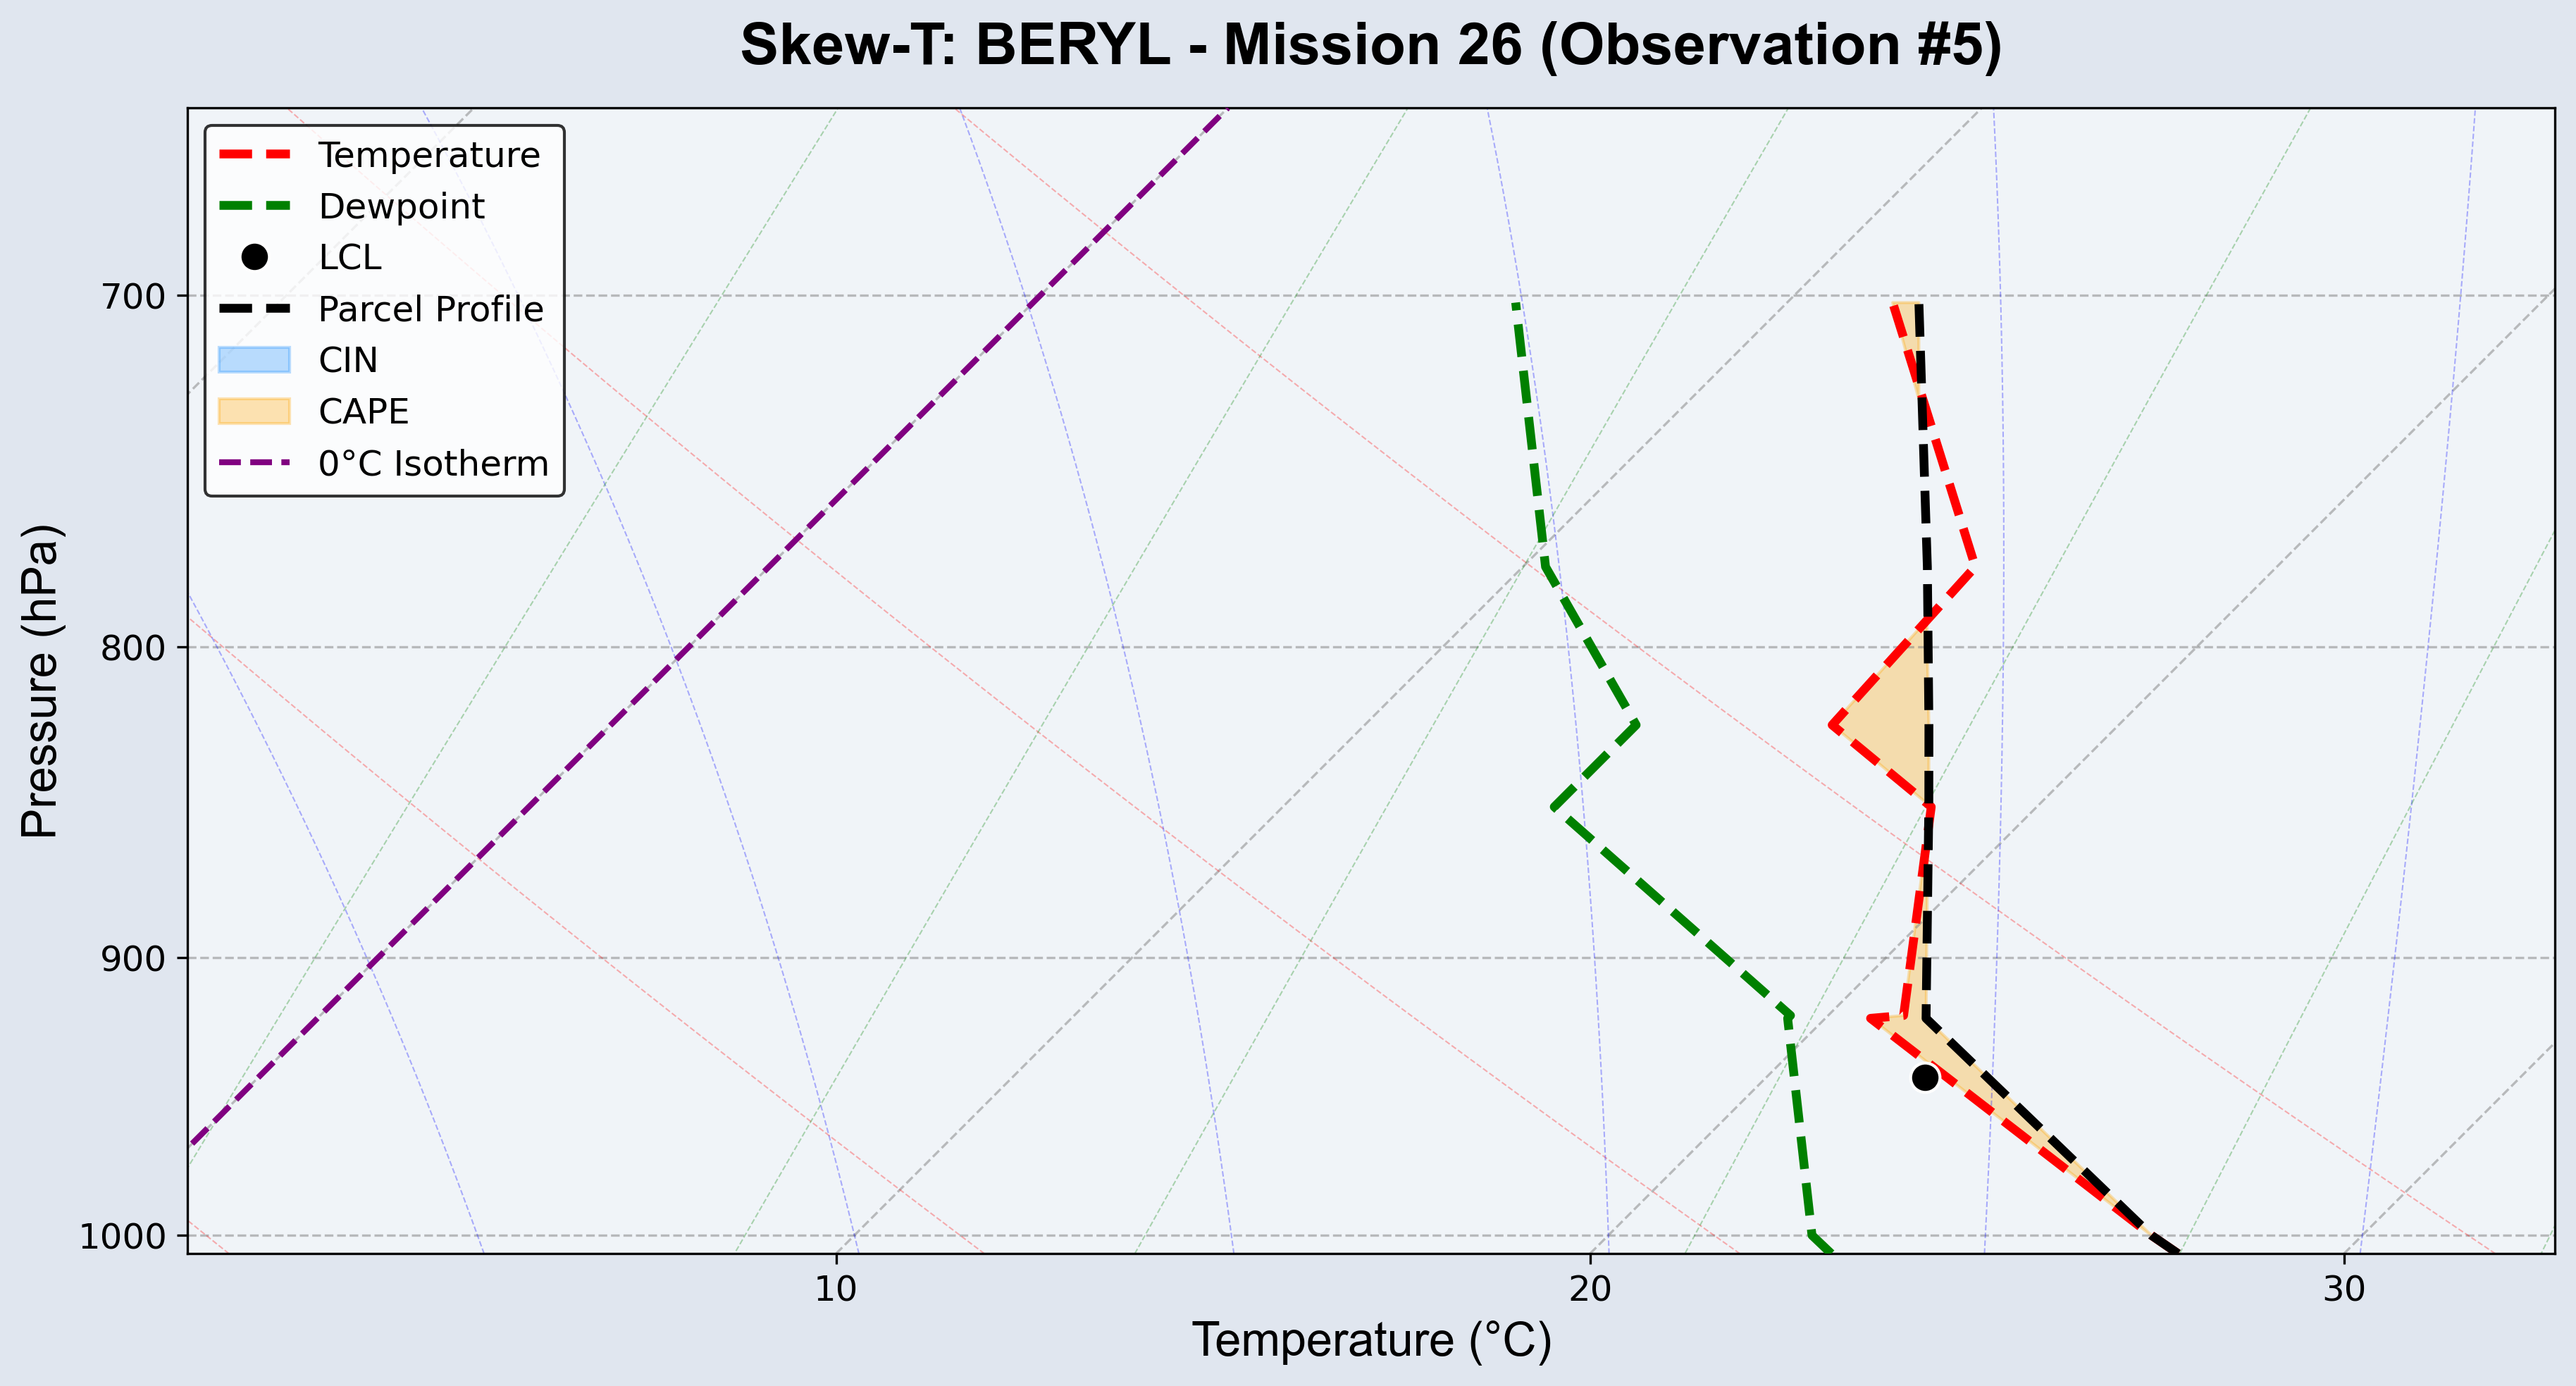 Skew-T: BERYL - Mission 26 (Observation #5)
Temperature
Dewpoint
LCL
Parcel Profile
CIN
CAPE
0°C Isotherm
Pressure (hPa)
700
800
900
1000
10
20
30
Temperature (°C)